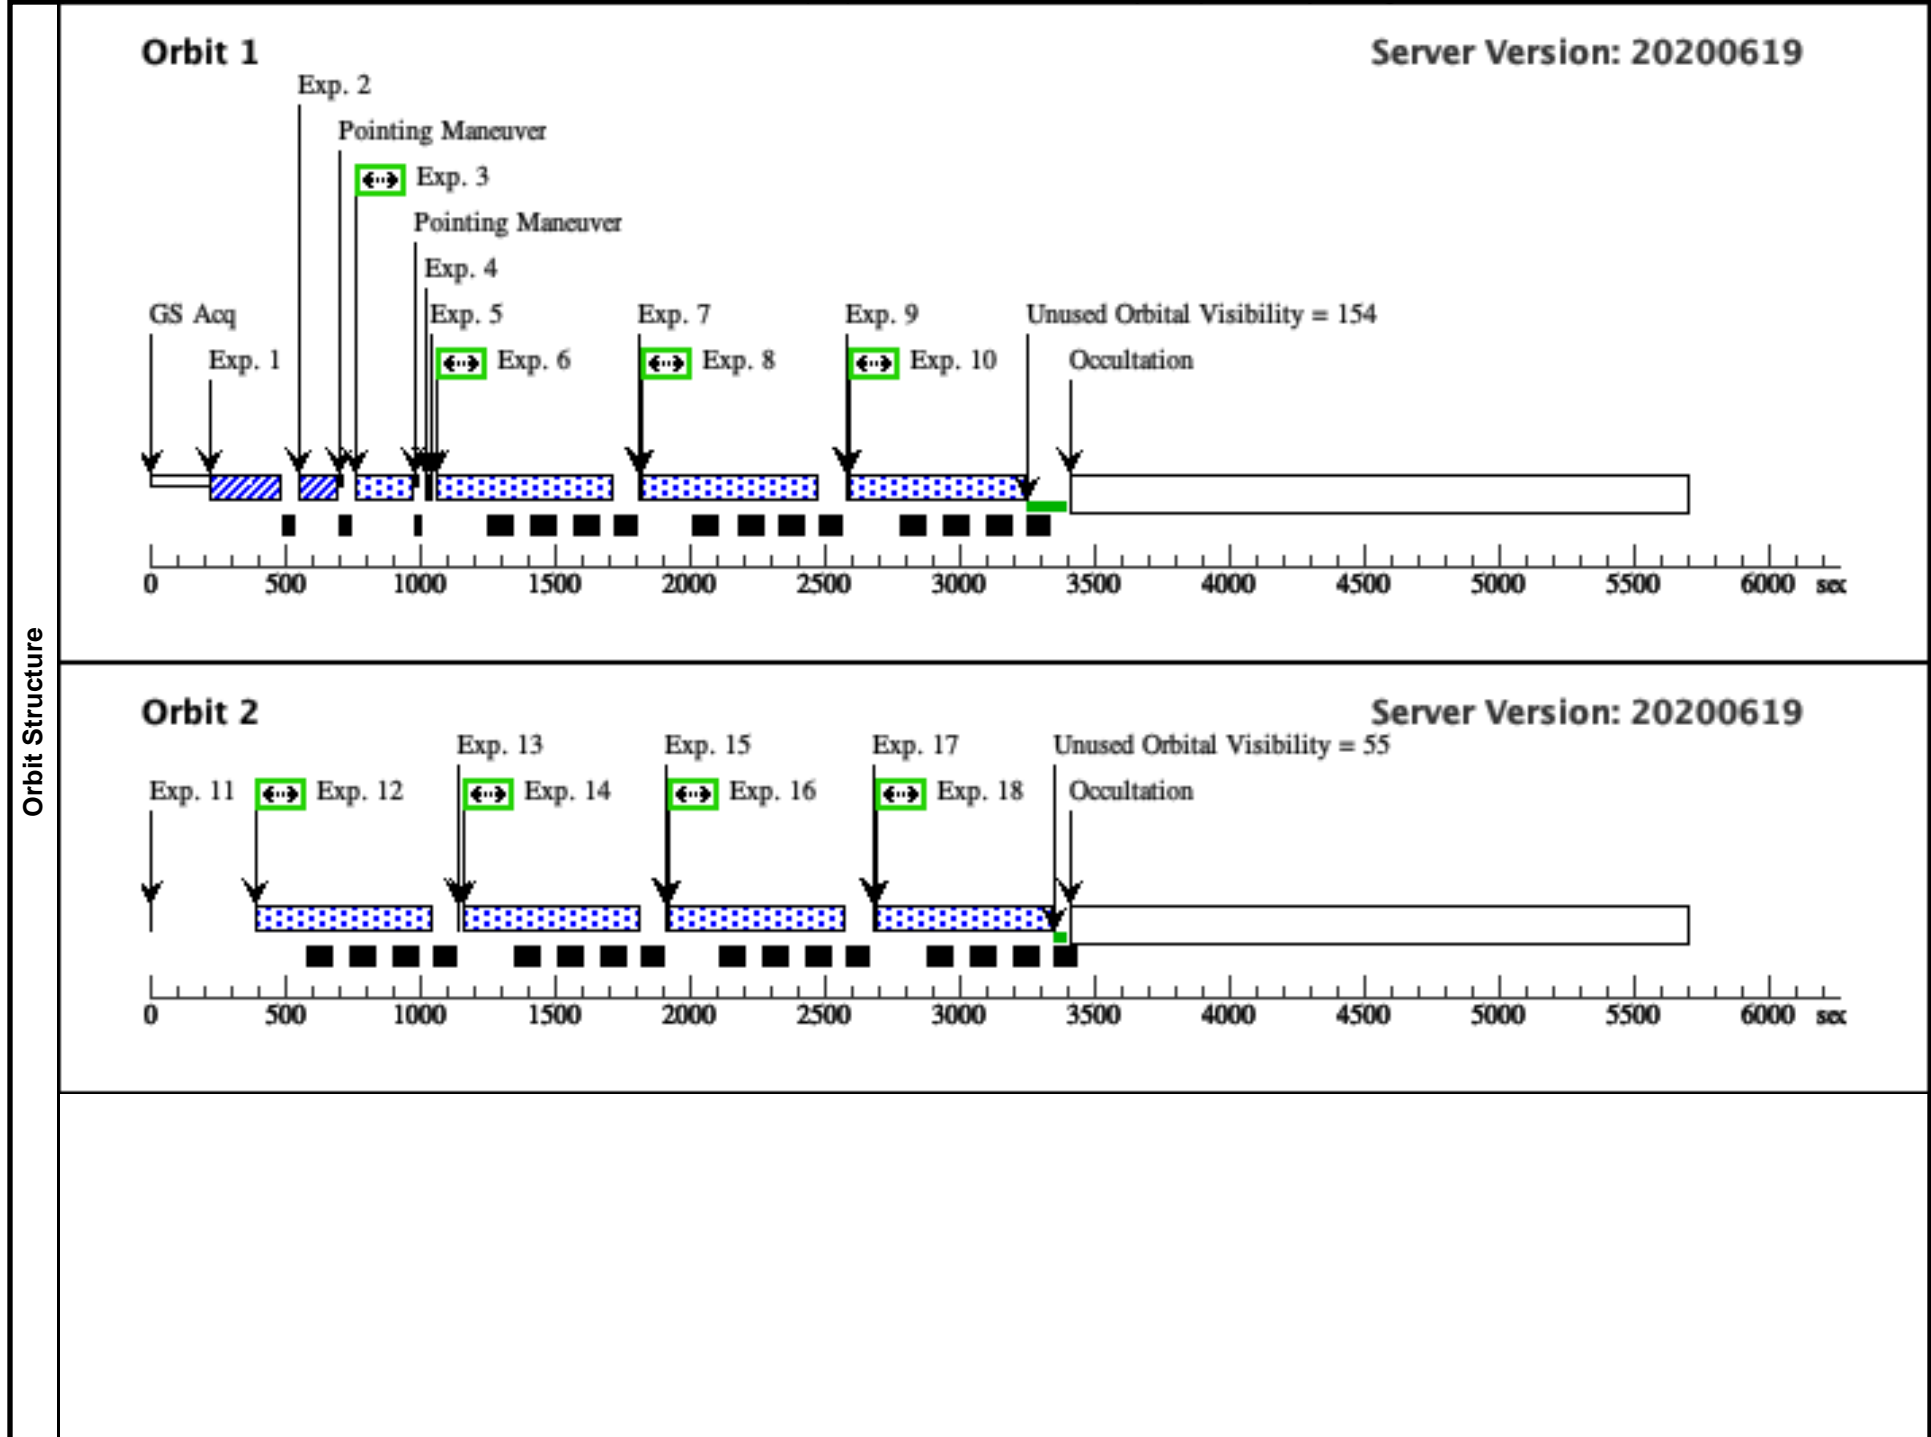 Orbit Structure
Orbit 1 Server Version: 20200619
Exp. 2
Pointing Maneuver
Exp. 3
Pointing Maneuver
Exp. 4
GS Acq Exp. 5 Exp. 7 Exp. 9 Unused Orbital Visibility = 154
Exp. 1 Exp. 6 Exp. 8 Exp. 10 Occultation
0 500 1000 1500 2000 2500 3000 3500 4000 4500 5000 5500 6000 sec
Orbit 2 Server Version: 20200619
Exp. 13 Exp. 15 Exp. 17 Unused Orbital Visibility = 55
Exp. 11 Exp. 12 Exp. 14 Exp. 16 Exp. 18 Occultation
0 500 1000 1500 2000 2500 3000 3500 4000 4500 5000 5500 6000 sec